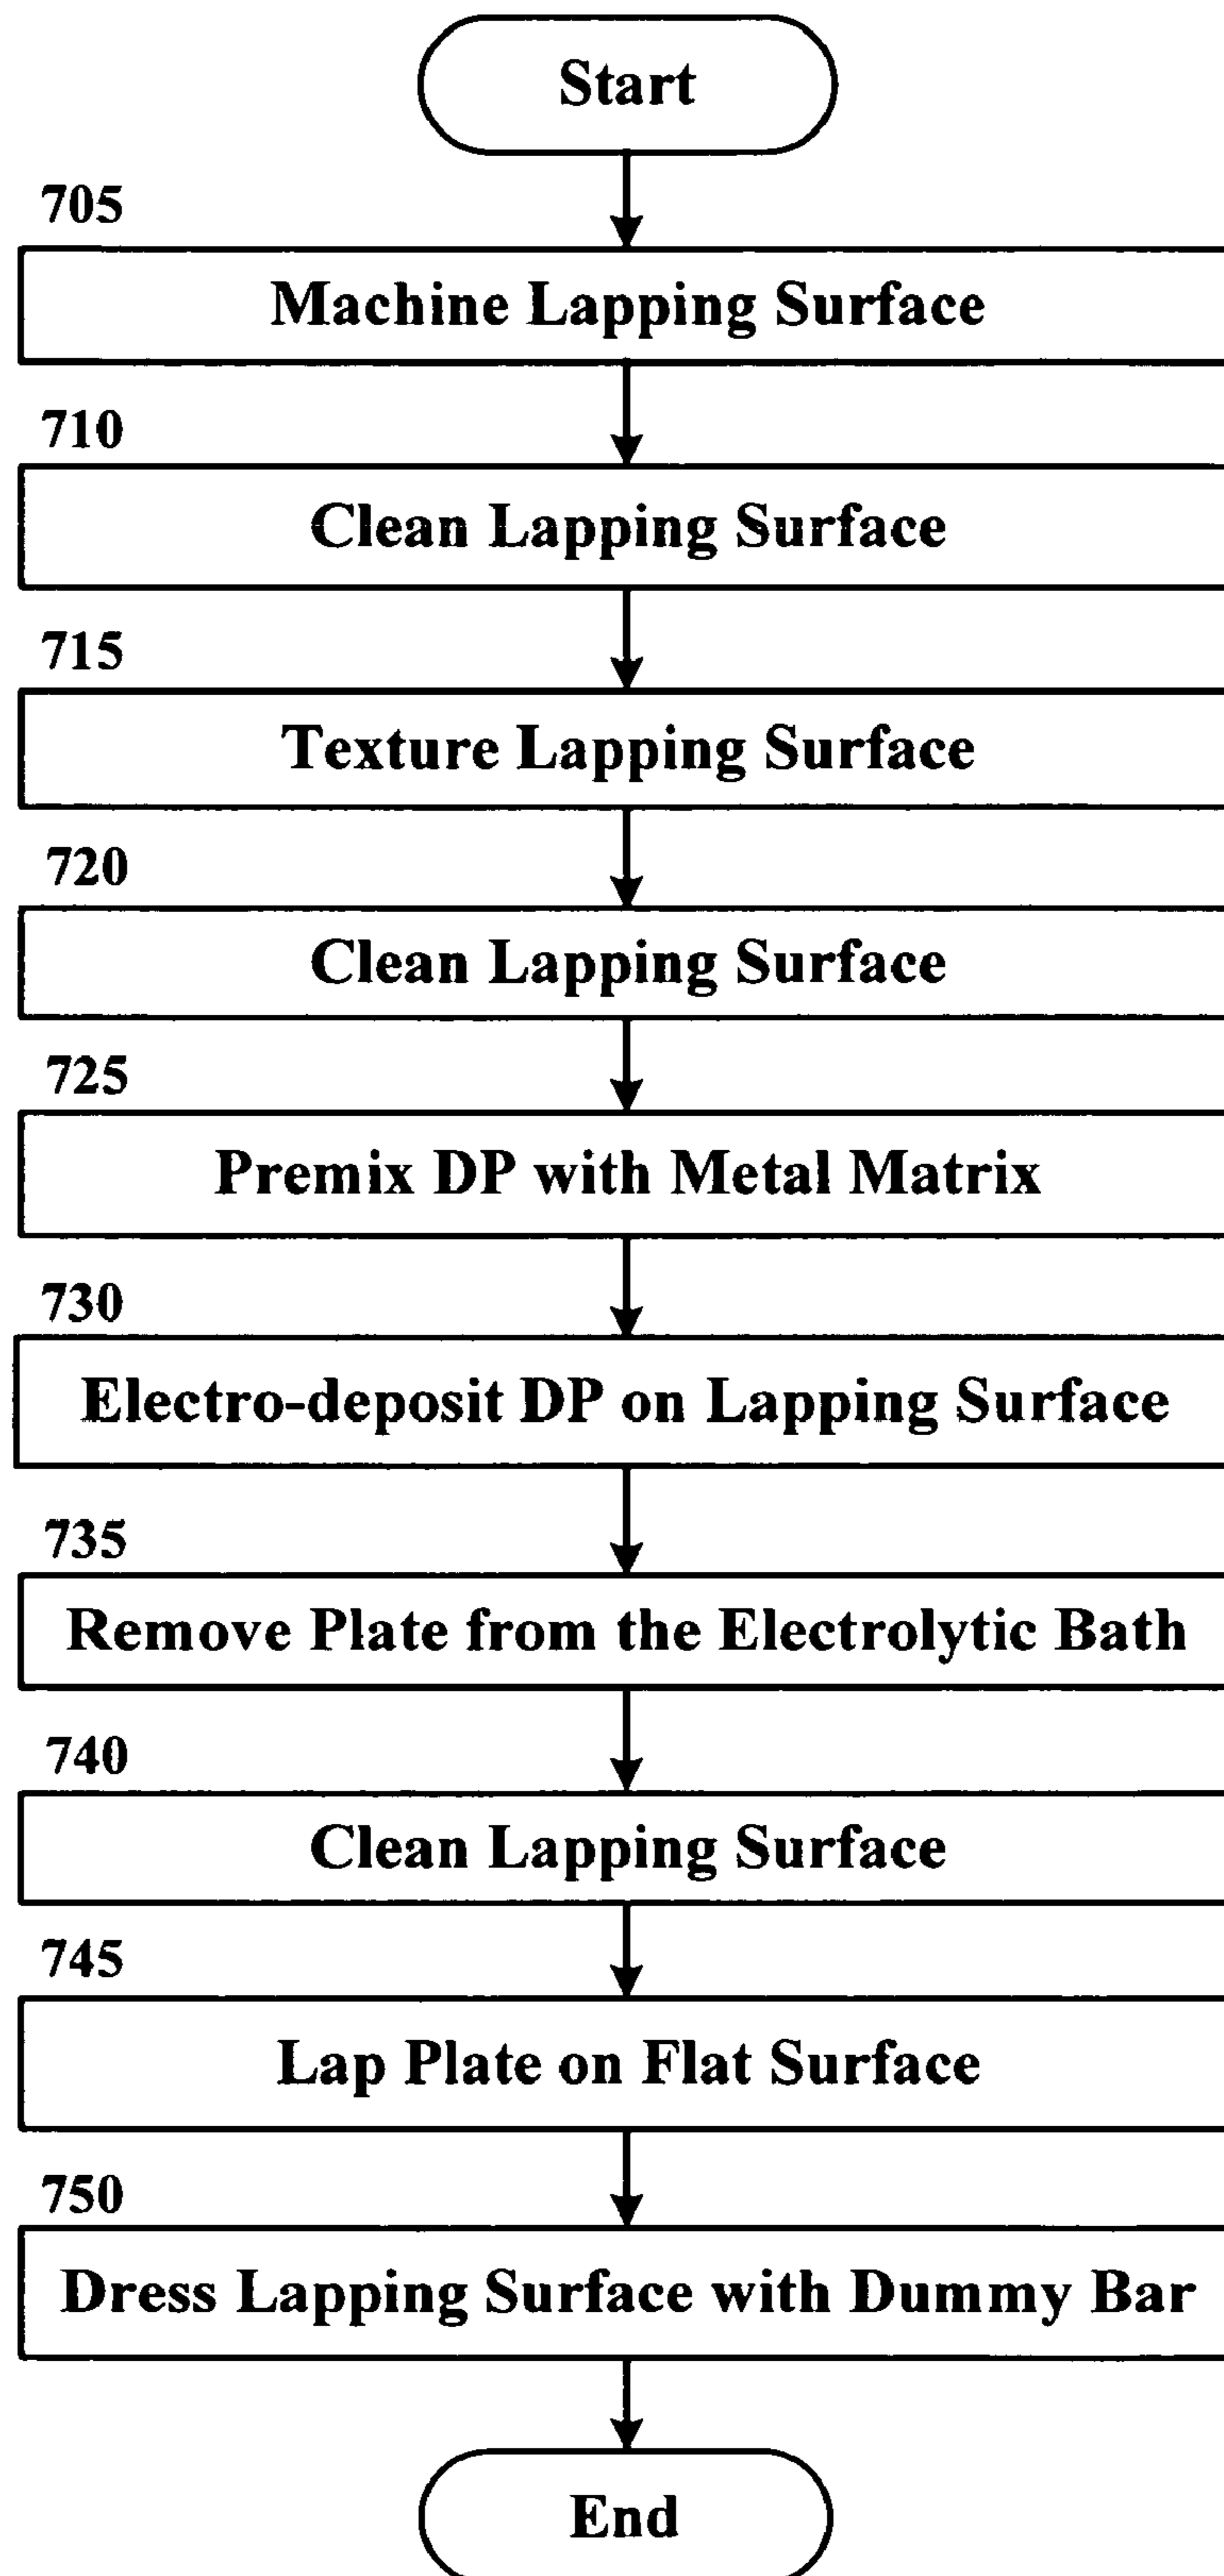 Start
705
Machine Lapping Surface
710
Clean Lapping Surface
715
Texture Lapping Surface
720
Clean Lapping Surface
725
Premix DP with Metal Matrix
730
Electro-deposit DP on Lapping Surface
735
Remove Plate from the Electrolytic Bath
740
Clean Lapping Surface
745
Lap Plate on Flat Surface
750
Dress Lapping Surface with Dummy Bar
End